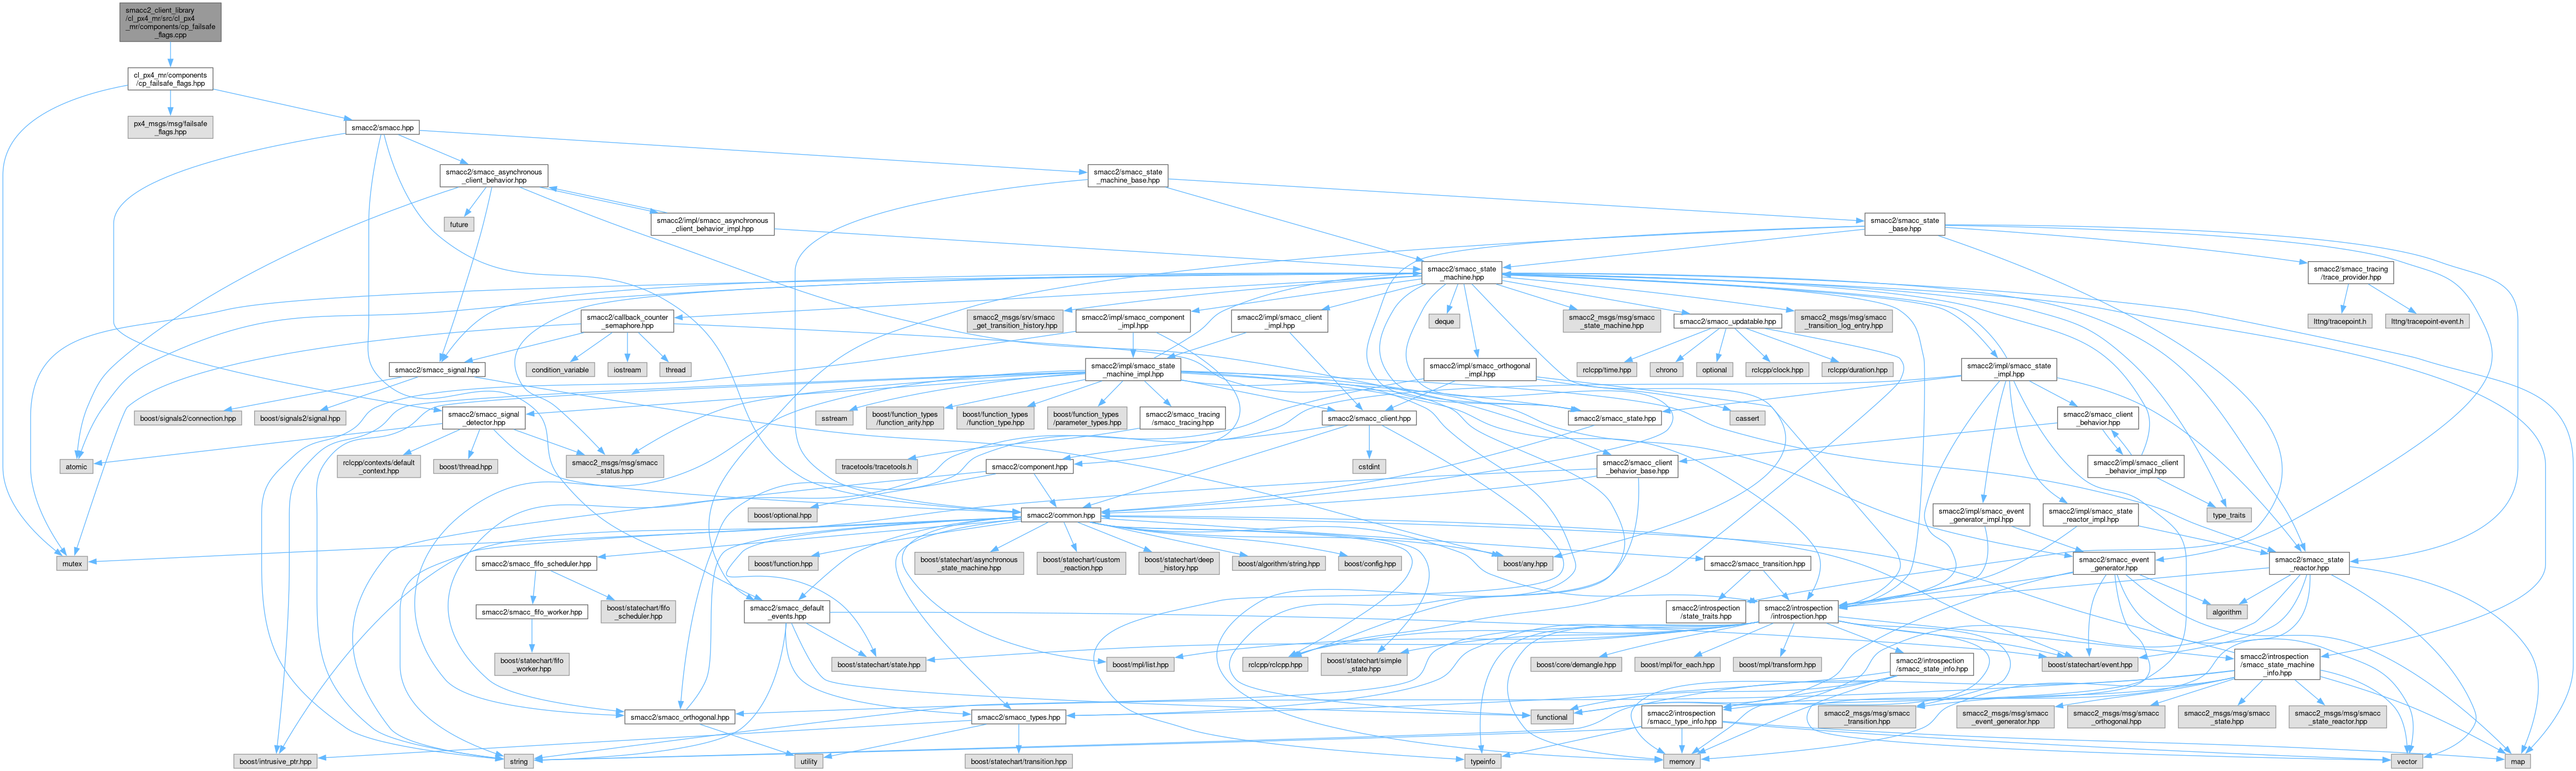 smacc2_client_library
/cl_px4_mr/src/cl_px4
_mr/components/cp_failsafe
_flags.cpp
cl_px4_mr/components
/cp_failsafe_flags.hpp
px4_msgs/msg/failsafe
_flags.hpp
smacc2/smacc.hpp
smacc2/smacc_asynchronous
_client_behavior.hpp
smacc2/smacc_state
_machine_base.hpp
future
smacc2/impl/smacc_asynchronous
_client_behavior_impl.hpp
smacc2/smacc_state
_base.hpp
smacc2/smacc_state
_machine.hpp
smacc2/smacc_tracing
/trace_provider.hpp
smacc2/callback_counter
_semaphore.hpp
smacc2_msgs/srv/smacc
_get_transition_history.hpp
smacc2/impl/smacc_component
_impl.hpp
smacc2/impl/smacc_client
_impl.hpp
deque
smacc2_msgs/msg/smacc
_state_machine.hpp
smacc2/smacc_updatable.hpp
smacc2_msgs/msg/smacc
_transition_log_entry.hpp
lttng/tracepoint.h
lttng/tracepoint-event.h
smacc2/smacc_signal.hpp
condition_variable
iostream
thread
smacc2/impl/smacc_state
_machine_impl.hpp
smacc2/impl/smacc_orthogonal
_impl.hpp
rclcpp/time.hpp
chrono
optional
rclcpp/clock.hpp
rclcpp/duration.hpp
smacc2/impl/smacc_state
_impl.hpp
boost/signals2/connection.hpp
boost/signals2/signal.hpp
smacc2/smacc_signal
_detector.hpp
sstream
boost/function_types
/function_arity.hpp
boost/function_types
/function_type.hpp
boost/function_types
/parameter_types.hpp
smacc2/smacc_tracing
/smacc_tracing.hpp
smacc2/smacc_client.hpp
smacc2/smacc_state.hpp
cassert
smacc2/smacc_client
_behavior.hpp
atomic
rclcpp/contexts/default
_context.hpp
boost/thread.hpp
smacc2_msgs/msg/smacc
_status.hpp
tracetools/tracetools.h
smacc2/component.hpp
cstdint
smacc2/smacc_client
_behavior_base.hpp
smacc2/impl/smacc_client
_behavior_impl.hpp
boost/optional.hpp
smacc2/common.hpp
smacc2/impl/smacc_event
_generator_impl.hpp
smacc2/impl/smacc_state
_reactor_impl.hpp
type_traits
mutex
smacc2/smacc_fifo_scheduler.hpp
boost/function.hpp
boost/statechart/asynchronous
_state_machine.hpp
boost/statechart/custom
_reaction.hpp
boost/statechart/deep
_history.hpp
boost/algorithm/string.hpp
boost/config.hpp
boost/any.hpp
smacc2/smacc_transition.hpp
smacc2/smacc_event
_generator.hpp
smacc2/smacc_state
_reactor.hpp
smacc2/smacc_fifo_worker.hpp
boost/statechart/fifo
_scheduler.hpp
smacc2/smacc_default
_events.hpp
smacc2/introspection
/state_traits.hpp
smacc2/introspection
/introspection.hpp
algorithm
boost/statechart/fifo
_worker.hpp
boost/statechart/state.hpp
boost/mpl/list.hpp
rclcpp/rclcpp.hpp
boost/statechart/simple
_state.hpp
boost/core/demangle.hpp
boost/mpl/for_each.hpp
boost/mpl/transform.hpp
smacc2/introspection
/smacc_state_info.hpp
boost/statechart/event.hpp
smacc2/introspection
/smacc_state_machine
_info.hpp
smacc2/smacc_orthogonal.hpp
smacc2/smacc_types.hpp
functional
smacc2/introspection
/smacc_type_info.hpp
smacc2_msgs/msg/smacc
_transition.hpp
smacc2_msgs/msg/smacc
_event_generator.hpp
smacc2_msgs/msg/smacc
_orthogonal.hpp
smacc2_msgs/msg/smacc
_state.hpp
smacc2_msgs/msg/smacc
_state_reactor.hpp
boost/intrusive_ptr.hpp
string
utility
boost/statechart/transition.hpp
typeinfo
memory
vector
map